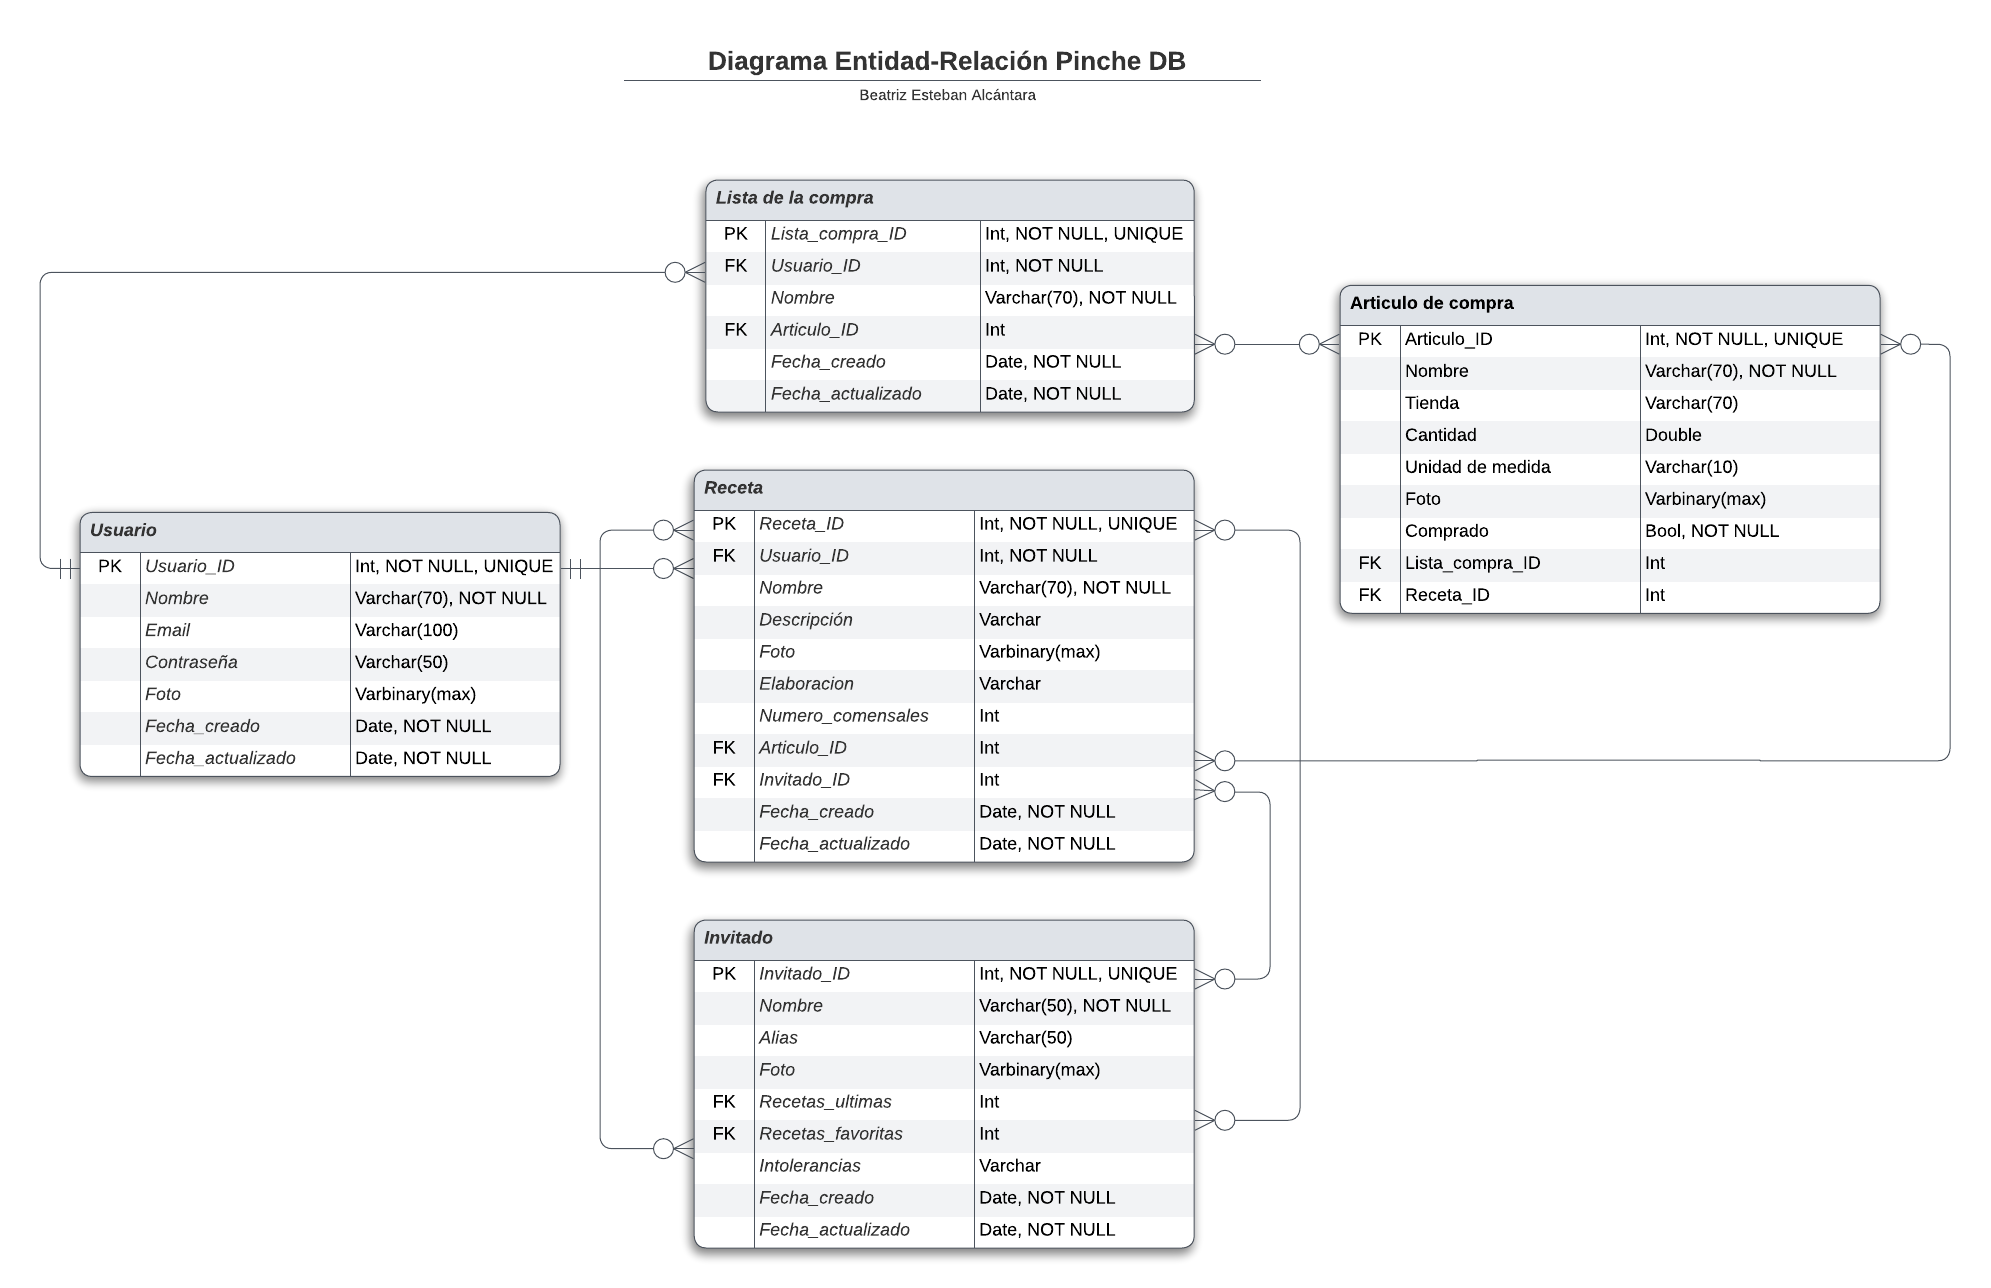 Diagrama Entidad-Relación Pinche DB
Beatriz Esteban Alcántara
Lista de la compra
PK Lista_compra_ID Int, NOT NULL, UNIQUE
FK Usuario_ID Int, NOT NULL
Nombre Varchar(70), NOT NULL
FK Articulo_ID Int
Fecha_creado Date, NOT NULL
Fecha_actualizado Date, NOT NULL
Articulo de compra
PK Articulo_ID Int, NOT NULL, UNIQUE
Nombre Varchar(70), NOT NULL
Tienda Varchar(70)
Cantidad Double
Unidad de medida Varchar(10)
Foto Varbinary(max)
Comprado Bool, NOT NULL
FK Lista_compra_ID Int
FK Receta_ID Int
Usuario
PK Usuario_ID Int, NOT NULL, UNIQUE
Nombre Varchar(70), NOT NULL
Email Varchar(100)
Contraseña Varchar(50)
Foto Varbinary(max)
Fecha_creado Date, NOT NULL
Fecha_actualizado Date, NOT NULL
Receta
PK Receta_ID Int, NOT NULL, UNIQUE
FK Usuario_ID Int, NOT NULL
Nombre Varchar(70), NOT NULL
Descripción Varchar
Foto Varbinary(max)
Elaboracion Varchar
Numero_comensales Int
FK Articulo_ID Int
FK Invitado_ID Int
Fecha_creado Date, NOT NULL
Fecha_actualizado Date, NOT NULL
Invitado
PK Invitado_ID Int, NOT NULL, UNIQUE
Nombre Varchar(50), NOT NULL
Alias Varchar(50)
Foto Varbinary(max)
FK Recetas_ultimas Int
FK Recetas_favoritas Int
Intolerancias Varchar
Fecha_creado Date, NOT NULL
Fecha_actualizado Date, NOT NULL